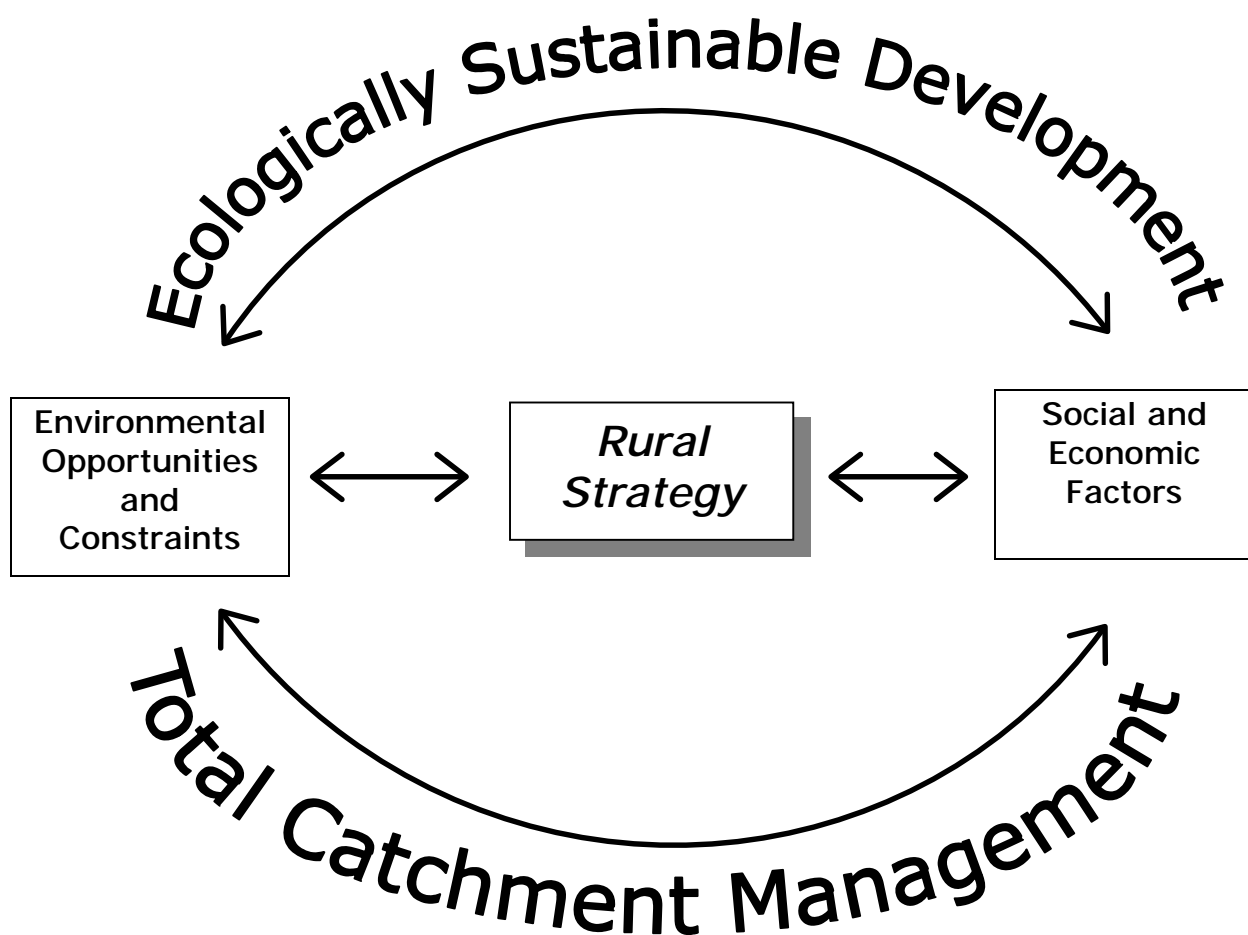 Ecologically Sustainable Development
Environmental
Opportunities
and
Constraints
Rural
Strategy
Social and
Economic
Factors
Total Catchment Management